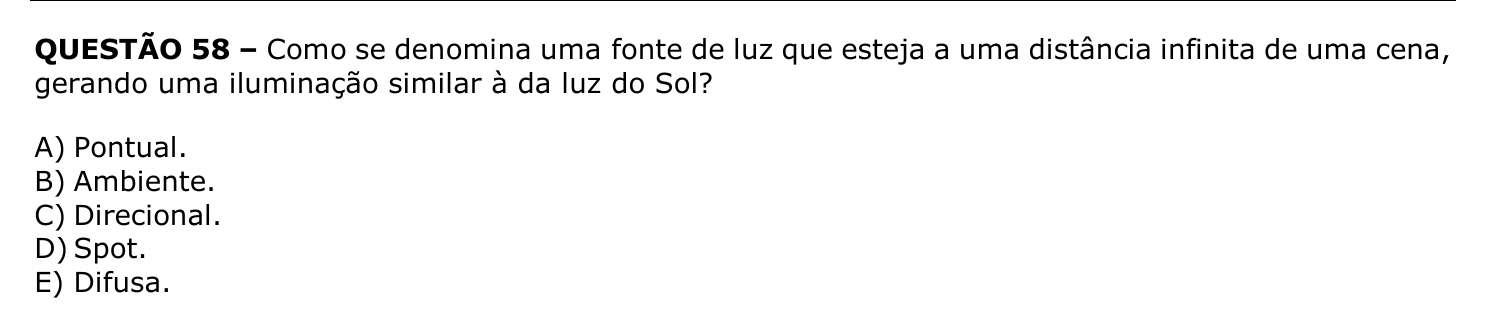 QUESTÃO 58 – Como se denomina uma fonte de luz que esteja a uma distância infinita de uma cena,
gerando uma iluminação similar à da luz do Sol?
A) Pontual.
B) Ambiente.
C) Direcional.
D) Spot.
E) Difusa.